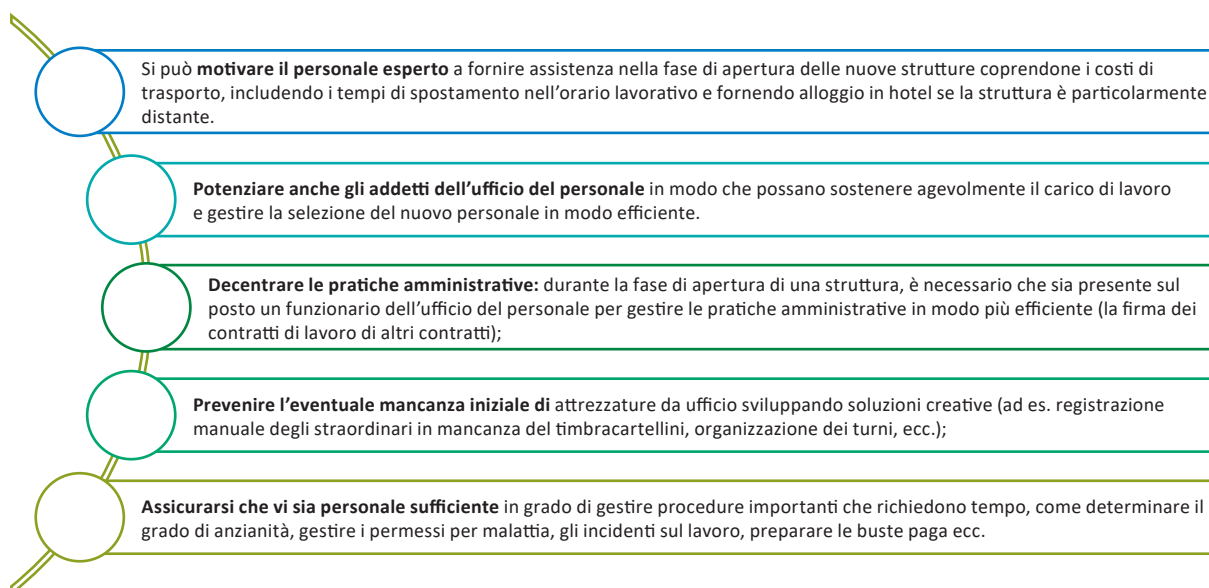 Si può motivare il personale esperto a fornire assistenza nella fase di apertura delle nuove strutture coprendone i costi di
trasporto, includendo i tempi di spostamento nell'orario lavorativo e fornendo alloggio in hotel se la struttura è particolarmente
distante.
Potenziare anche gli addetti dell'ufficio del personale in modo che possano sostenere agevolmente il carico di lavoro
e gestire la selezione del nuovo personale in modo efficiente.
Decentrare le pratiche amministrative: durante la fase di apertura di una struttura, è necessario che sia presente sul
posto un funzionario dell'ufficio del personale per gestire le pratiche amministrative in modo più efficiente (la firma dei
contratti di lavoro di altri contratti);
Prevenire l'eventuale mancanza iniziale di attrezzature da ufficio sviluppando soluzioni creative (ad es. registrazione
manuale degli straordinari in mancanza del timbracartellini, organizzazione dei turni, ecc.);
Assicurarsi che vi sia personale sufficiente in grado di gestire procedure importanti che richiedono tempo, come determinare il
grado di anzianità, gestire i permessi per malattia, gli incidenti sul lavoro, preparare le buste paga ecc.